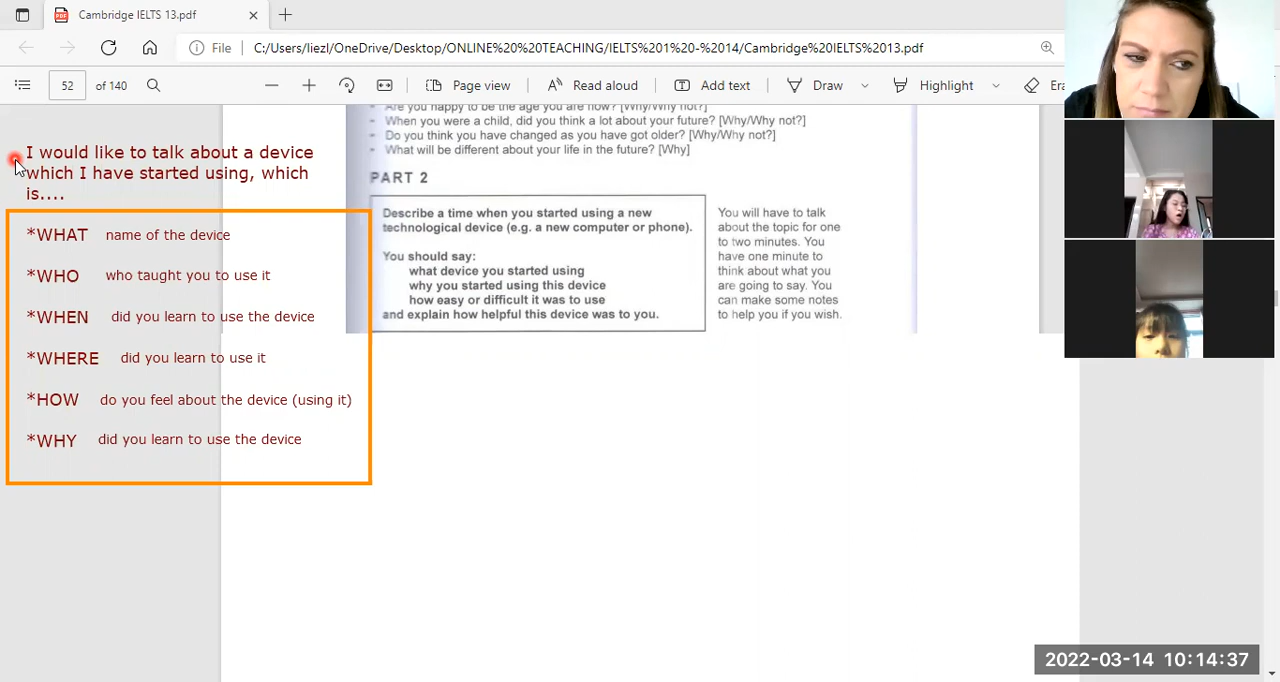 Cambridge IELTS 13.pdf
File
C:/Users/liezl/OneDrive/Desktop/ONLINE%20%20TEACHING/IELTS%201%20-%2014/Cambridge%20IELTS%2013.pdf
52 of 140
Page view
Read aloud
Add text
Draw
Highlight
Era
Are you happy to be the age you are now? [Why/Why not?]
- When you were a child, did you think a lot about your future? [Why/Why not?]
- Do you think you have changed as you have got older? [Why/Why not?]
- What will be different about your life in the future? [Why]
PART 2
Describe a time when you started using a new
technological device (e.g. a new computer or phone).
You should say:
what device you started using
why you started using this device
how easy or difficult it was to use
and explain how helpful this device was to you.
You will have to talk
about the topic for one
to two minutes. You
have one minute to
think about what you
are going to say. You
can make some notes
to help you if you wish.
I would like to talk about a device
which I have started using, which
is....
*WHAT name of the device
*WHO who taught you to use it
*WHEN did you learn to use the device
*WHERE did you learn to use it
*HOW do you feel about the device (using it)
*WHY did you learn to use the device
2022-03-14 10:14:37